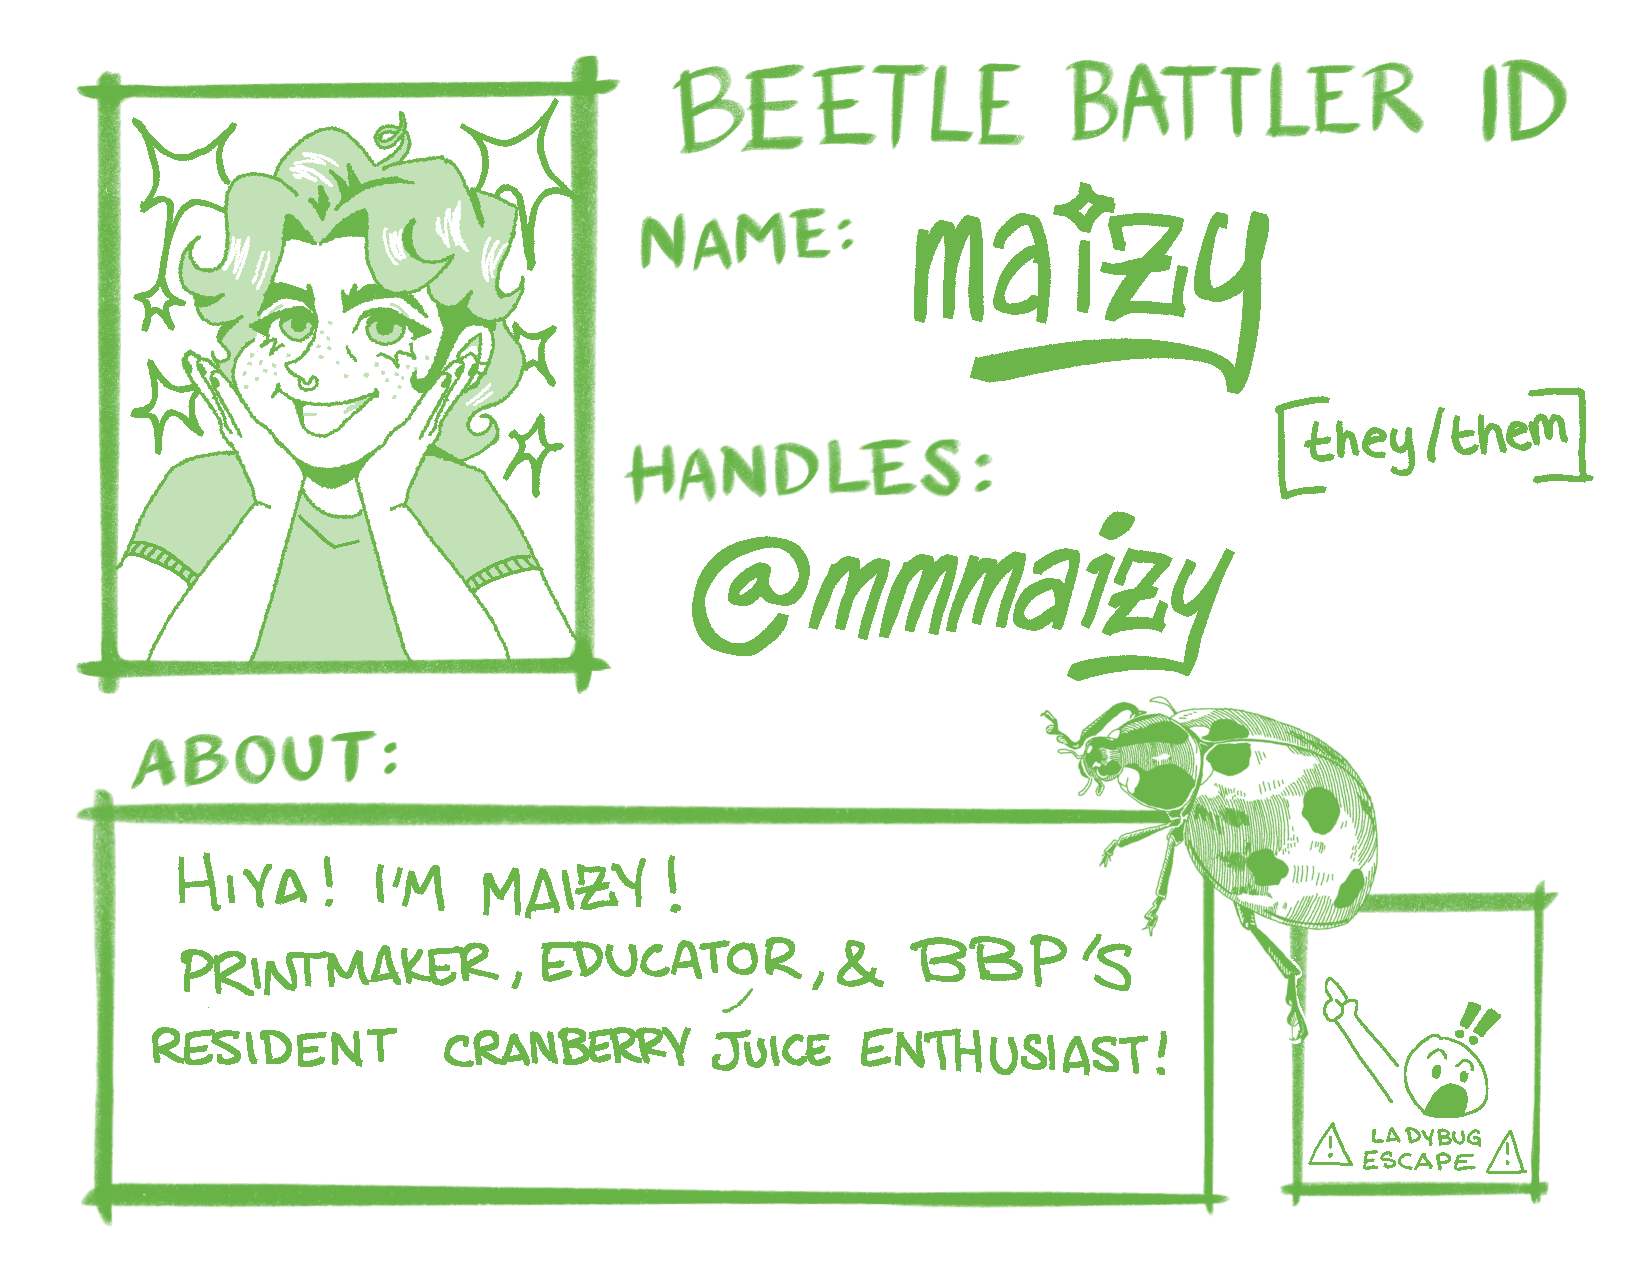 BEETLE BATTLER ID
NAME: maizy
[they/them]
HANDLES:
@mmmaizy
ABOUT:
HIYA! I'M MAIZY!
PRINTMAKER, EDUCATOR, & BBP'S
RESIDENT CRANBERRY JUICE ENTHUSIAST!
!!
! LADYBUG !
ESCAPE